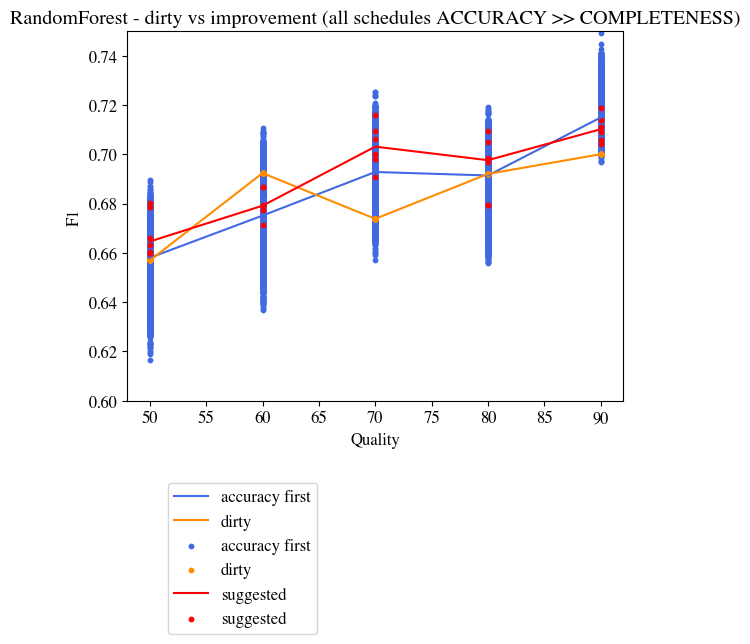 RandomForest - dirty vs improvement (all schedules ACCURACY >> COMPLETENESS)
0.74
0.72
0.70
0.68
0.66
0.64
0.62
0.60
F1
50 55 60 65 70 75 80 85 90
Quality
accuracy first
dirty
accuracy first
dirty
suggested
suggested